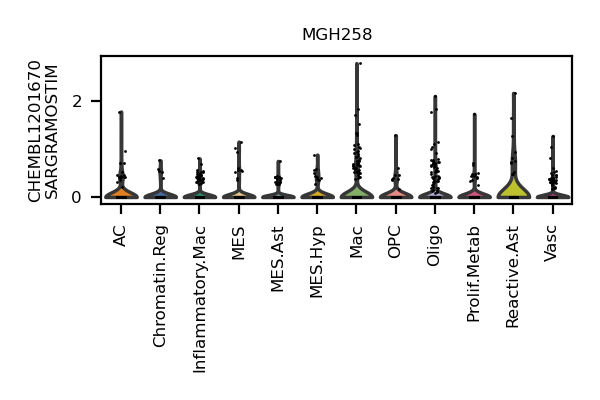 MGH258
CHEMBL1201670
SARGRAMOSTIM
2
0
AC
Chromatin.Reg
Inflammatory.Mac
MES
MES.Ast
MES.Hyp
Mac
OPC
Oligo
Prolif.Metab
Reactive.Ast
Vasc